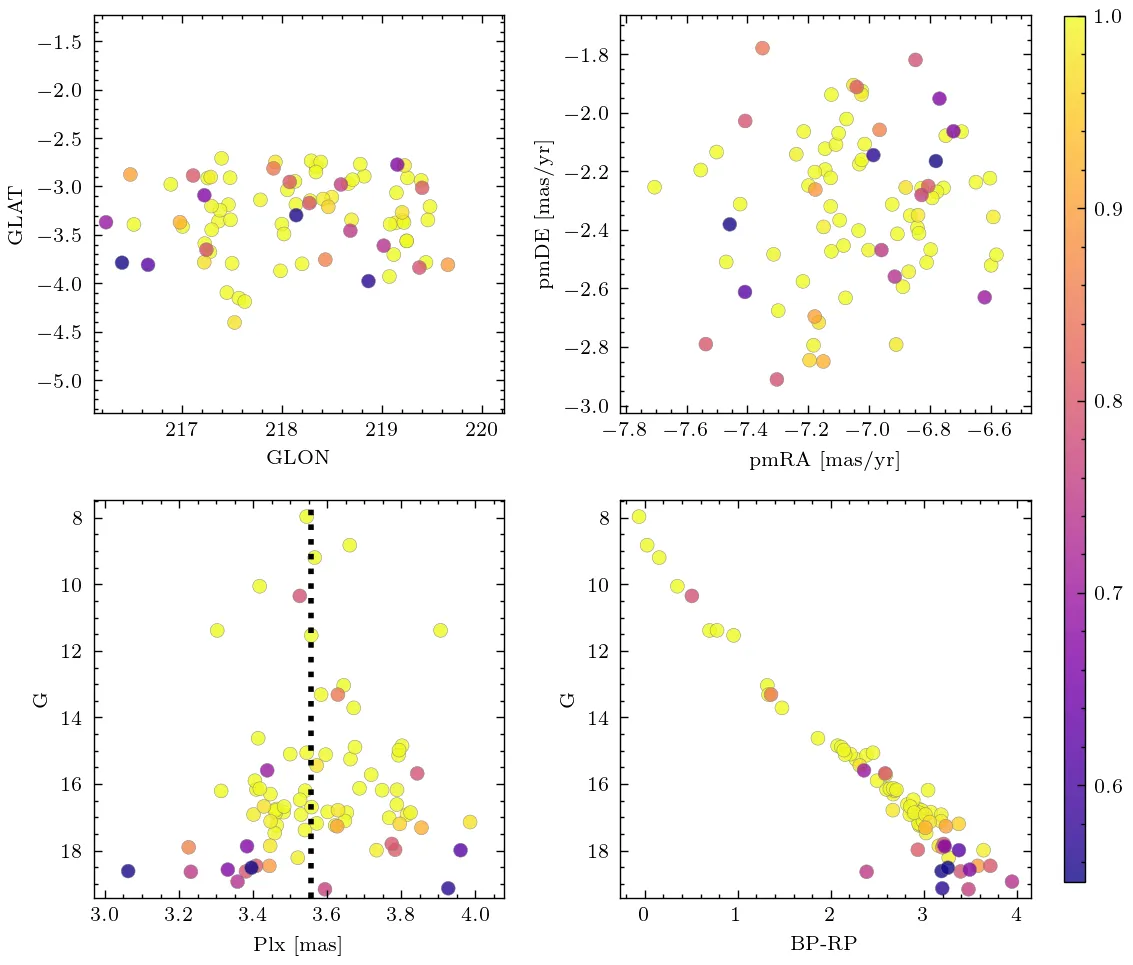 −1.5
−2.0
−2.5
−3.0
−3.5
−4.0
−4.5
−5.0
GLAT
217 218 219 220
GLON
−1.8
−2.0
−2.2
−2.4
−2.6
−2.8
−3.0
pmDE [mas/yr]
−7.8 −7.6 −7.4 −7.2 −7.0 −6.8 −6.6
pmRA [mas/yr]
8
10
12
14
16
18
G
3.0 3.2 3.4 3.6 3.8 4.0
Plx [mas]
8
10
12
14
16
18
G
0 1 2 3 4
BP-RP
1.0
0.9
0.8
0.7
0.6